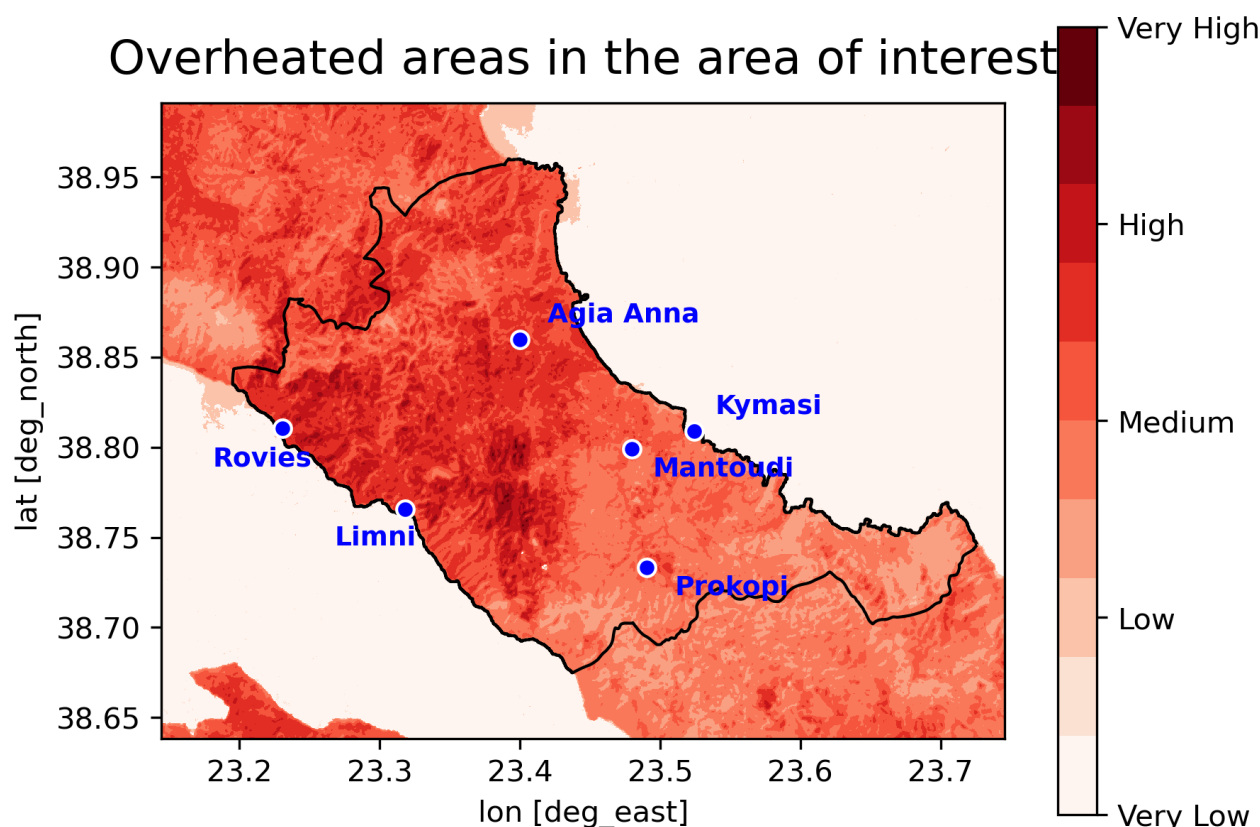 Overheated areas in the area of interest
Very High
High
Medium
Low
Very Low
lat [deg_north]
38.95
38.90
38.85
38.80
38.75
38.70
38.65
Agia Anna
Kymasi
Rovies
Mantoudi
Limni
Prokopi
23.2 23.3 23.4 23.5 23.6 23.7
lon [deg_east]